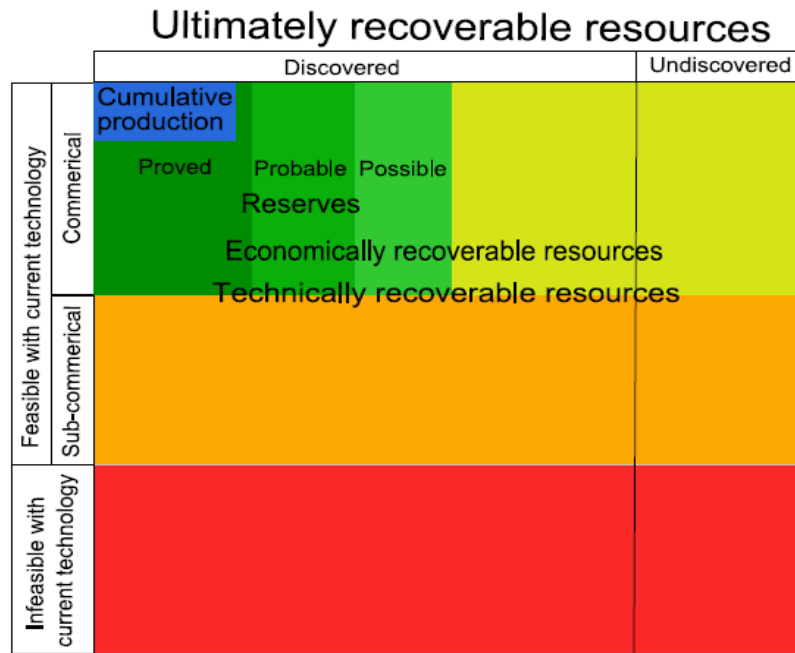 Ultimately recoverable resources
Discovered
Undiscovered
Feasible with current technology
Commerical
Cumulative
production
Proved
Probable
Possible
Reserves
Economically recoverable resources
Technically recoverable resources
Sub-commerical
Infeasible with
current technology